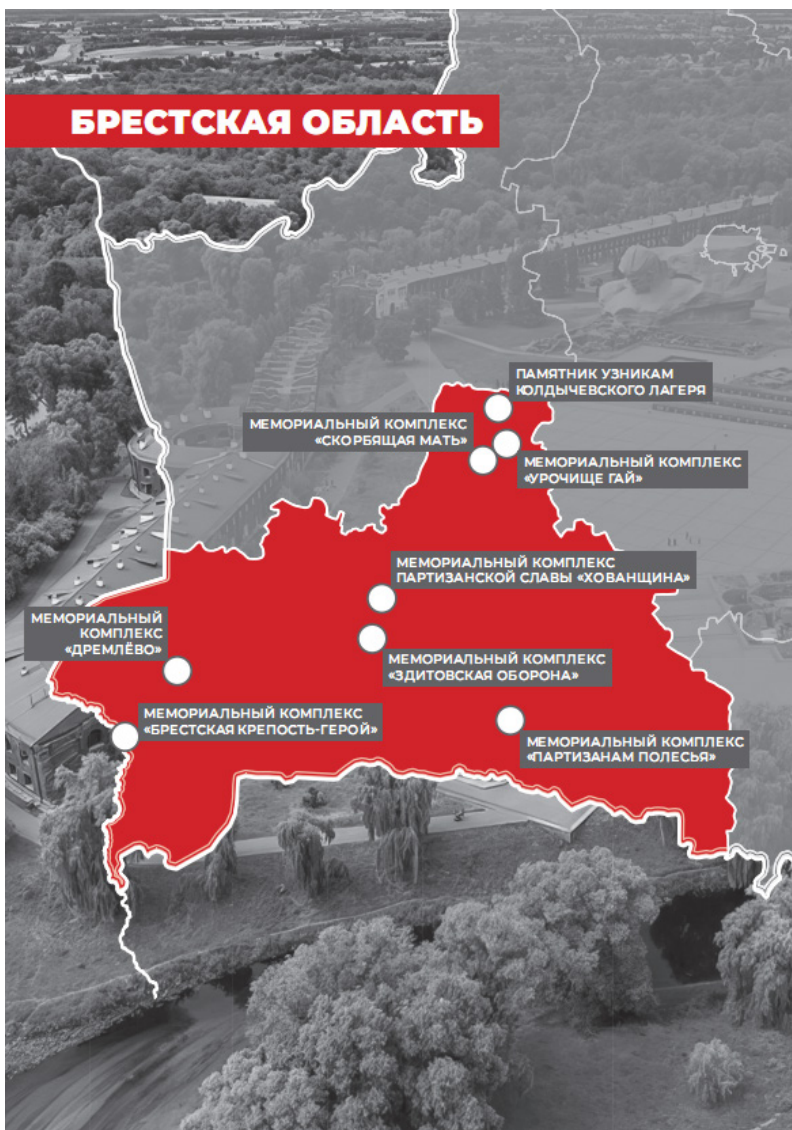 БРЕСТСКАЯ ОБЛАСТЬ
ПАМЯТНИК УЗНИКАМ
КОЛДЫЧЕВСКОГО ЛАГЕРЯ
МЕМОРИАЛЬНЫЙ КОМПЛЕКС
«СКОРБЯЩАЯ МАТЬ»
МЕМОРИАЛЬНЫЙ КОМПЛЕКС
«УРОЧИЩЕ ГАЙ»
МЕМОРИАЛЬНЫЙ КОМПЛЕКС
ПАРТИЗАНСКОЙ СЛАВЫ «ХОВАНЩИНА»
МЕМОРИАЛЬНЫЙ
КОМПЛЕКС
«ДРЕМЛЁВО»
МЕМОРИАЛЬНЫЙ КОМПЛЕКС
«ЗДИТОВСКАЯ ОБОРОНА»
МЕМОРИАЛЬНЫЙ КОМПЛЕКС
«БРЕСТСКАЯ КРЕПОСТЬ-ГЕРОЙ»
МЕМОРИАЛЬНЫЙ КОМПЛЕКС
«ПАРТИЗАНАМ ПОЛЕСЬЯ»